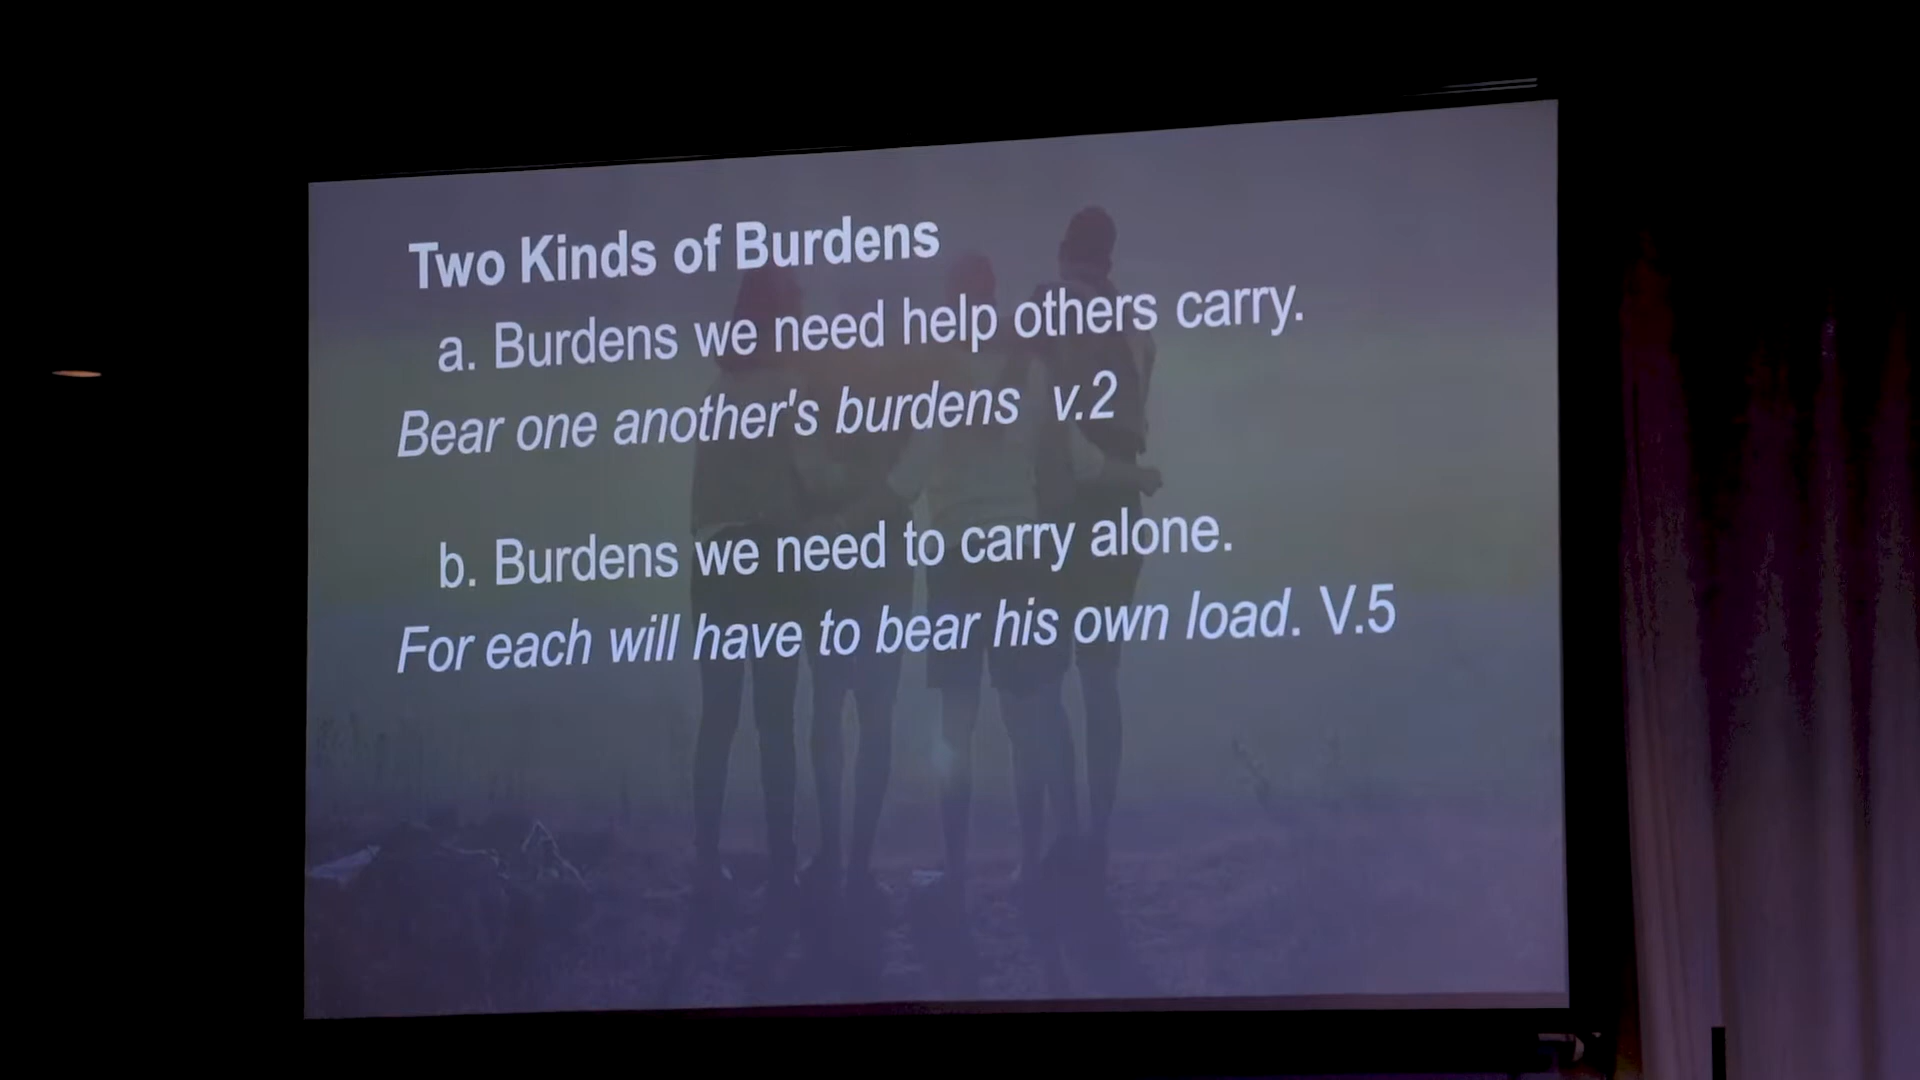 Two Kinds of Burdens
a. Burdens we need help others carry.
Bear one another's burdens v.2
b. Burdens we need to carry alone.
For each will have to bear his own load. V.5